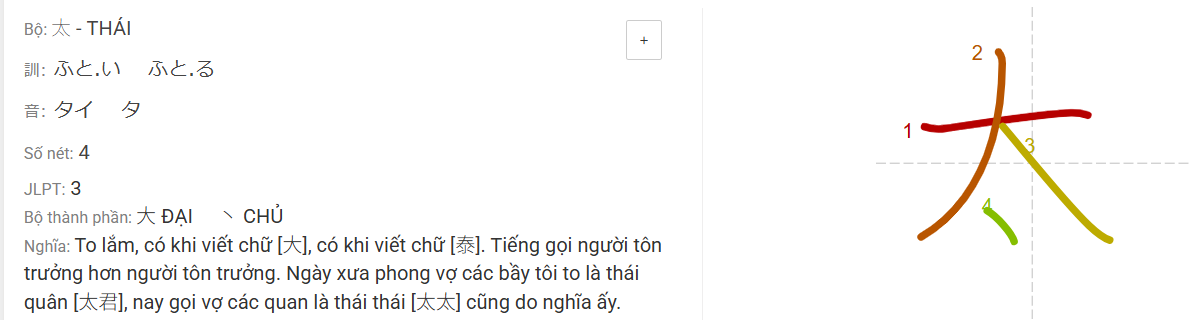 Bộ: 太 - THÁI
+
訓: ふと.い ふと.る
音: タイ タ
Số nét: 4
JLPT: 3
Bộ thành phần: 大 ĐẠI 丶 CHỦ
Nghĩa: To lắm, có khi viết chữ [大], có khi viết chữ [泰]. Tiếng gọi người tôn
trưởng hơn người tôn trưởng. Ngày xưa phong vợ các bầy tôi to là thái
quân [太君], nay gọi vợ các quan là thái thái [太太] cũng do nghĩa ấy.
2
1
3
4
太